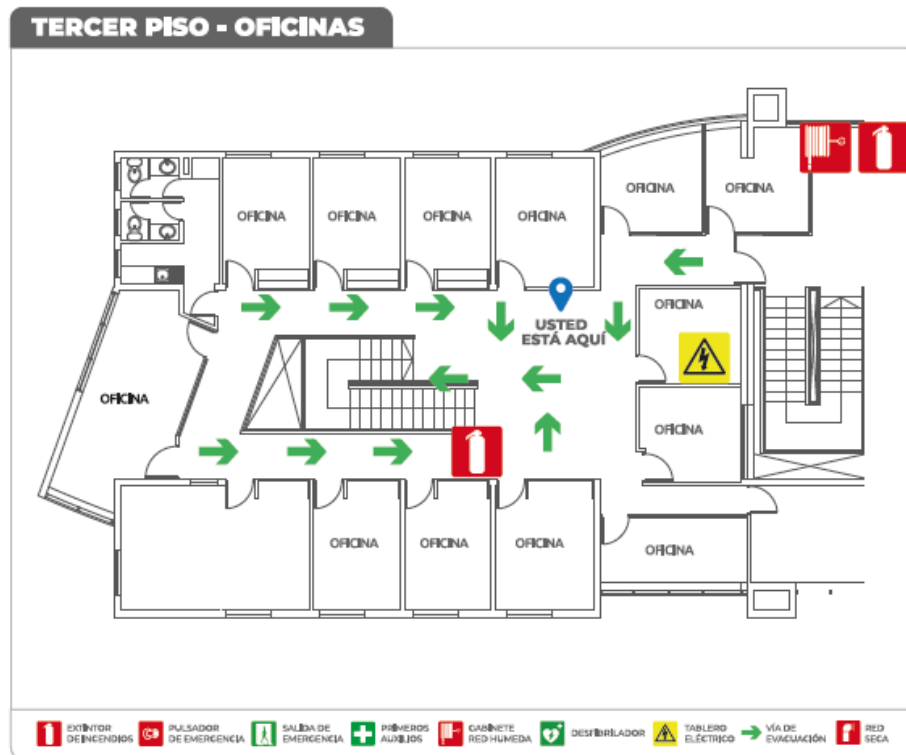 TERCER PISO - OFICINAS
OFICINA
OFICINA
OFICINA
OFICINA
OFICINA
OFICINA
OFICINA
USTED
ESTÁ AQUÍ
OFICINA
OFICINA
OFICINA
OFICINA
OFICINA
OFICINA
EXTINTOR
DE INCENDIOS
PULSADOR
DE EMERGENCIA
SALIDA DE
EMERGENCIA
PRIMEROS
AUXILIOS
GABINETE
RED HUMEDA
DESFIBRILADOR
TABLERO
ELÉCTRICO
VÍA DE
EVACUACIÓN
RED
SECA